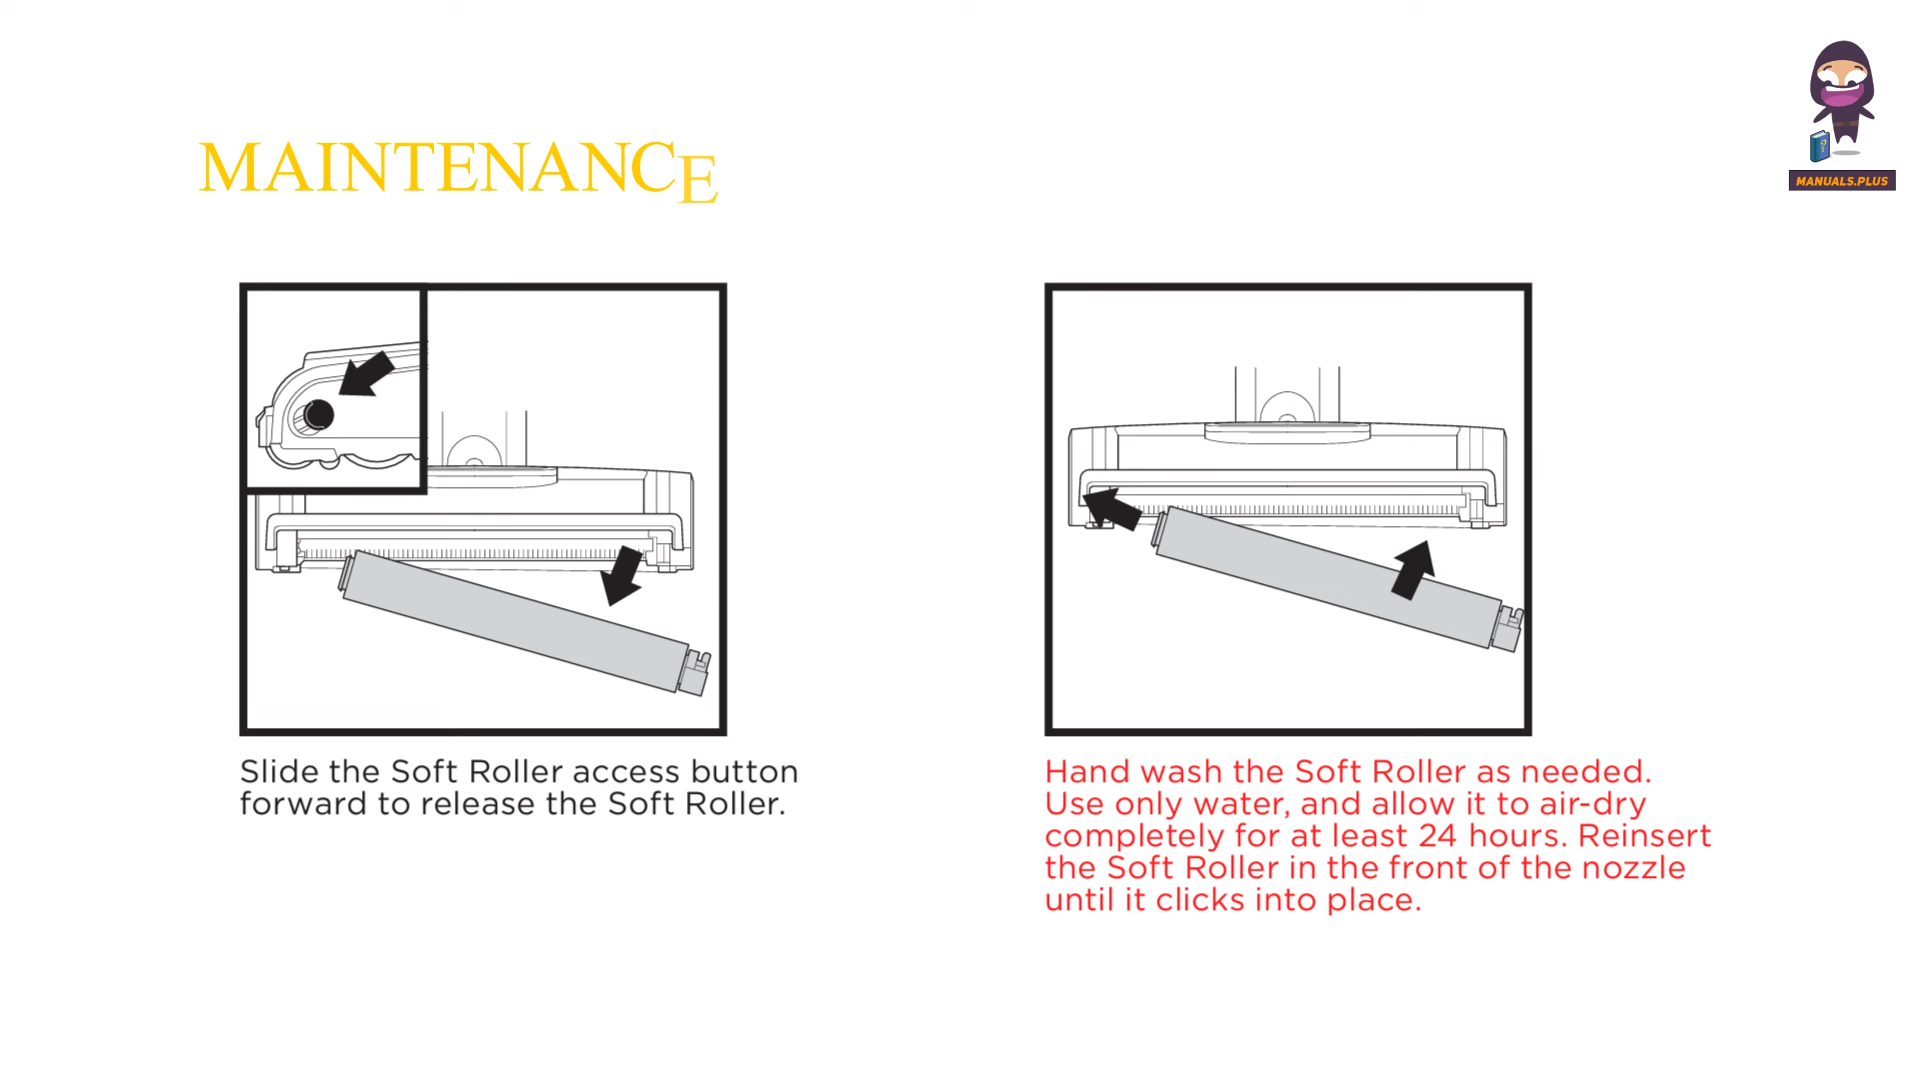 MAINTENANCE
MANUALS.PLUS
?
Slide the Soft Roller access button
forward to release the Soft Roller.
Hand wash the Soft Roller as needed.
Use only water, and allow it to air-dry
completely for at least 24 hours. Reinsert
the Soft Roller in the front of the nozzle
until it clicks into place.